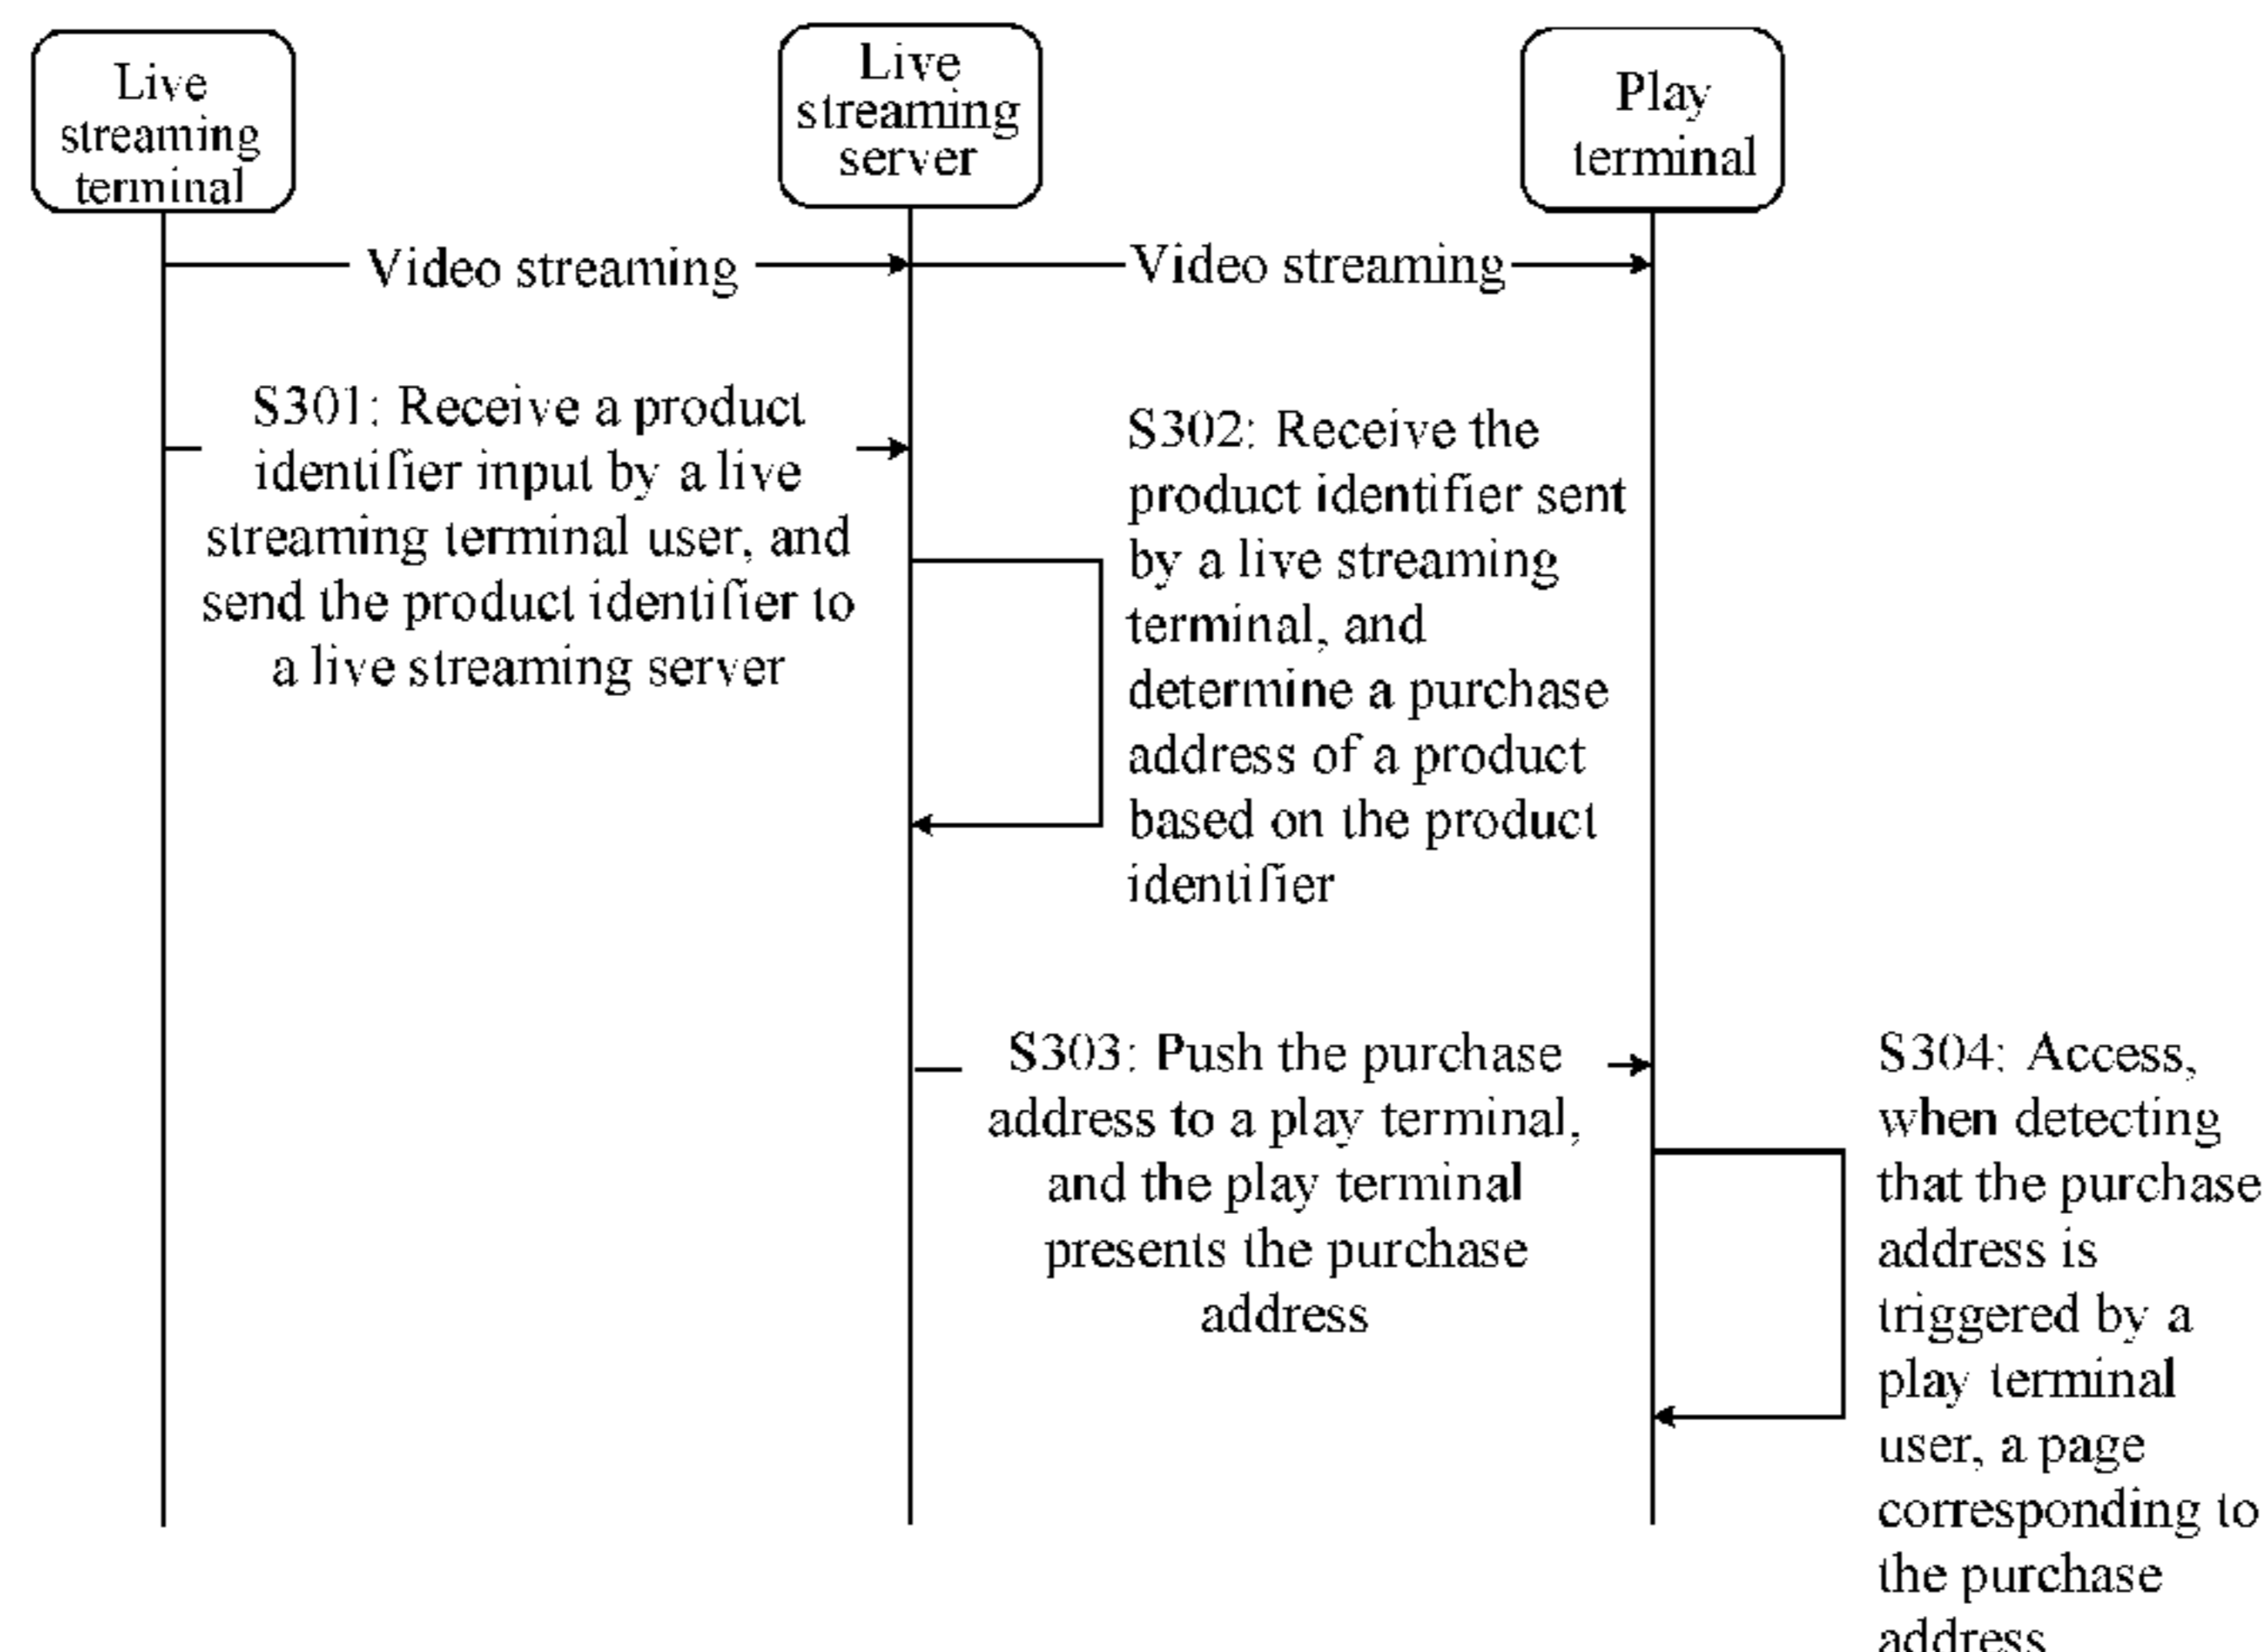 Live
streaming
terminal
Live
streaming
server
Play
terminal
Video streaming
Video streaming
S301: Receive a product
identifier input by a live
streaming terminal user, and
send the product identifier to
a live streaming server
S302: Receive the
product identifier sent
by a live streaming
terminal, and
determine a purchase
address of a product
based on the product
identifier
S303: Push the purchase
address to a play terminal,
and the play terminal
presents the purchase
address
S304: Access,
when detecting
that the purchase
address is
triggered by a
play terminal
user, a page
corresponding to
the purchase
address